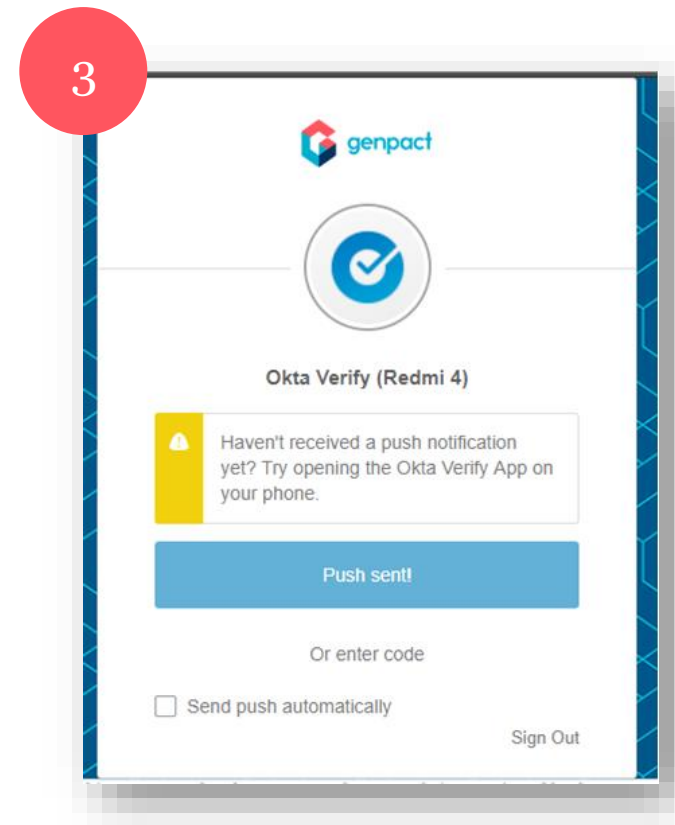 3
genpact
Okta Verify (Redmi 4)
Haven't received a push notification
yet? Try opening the Okta Verify App on
your phone.
Push sent!
Or enter code
Send push automatically
Sign Out